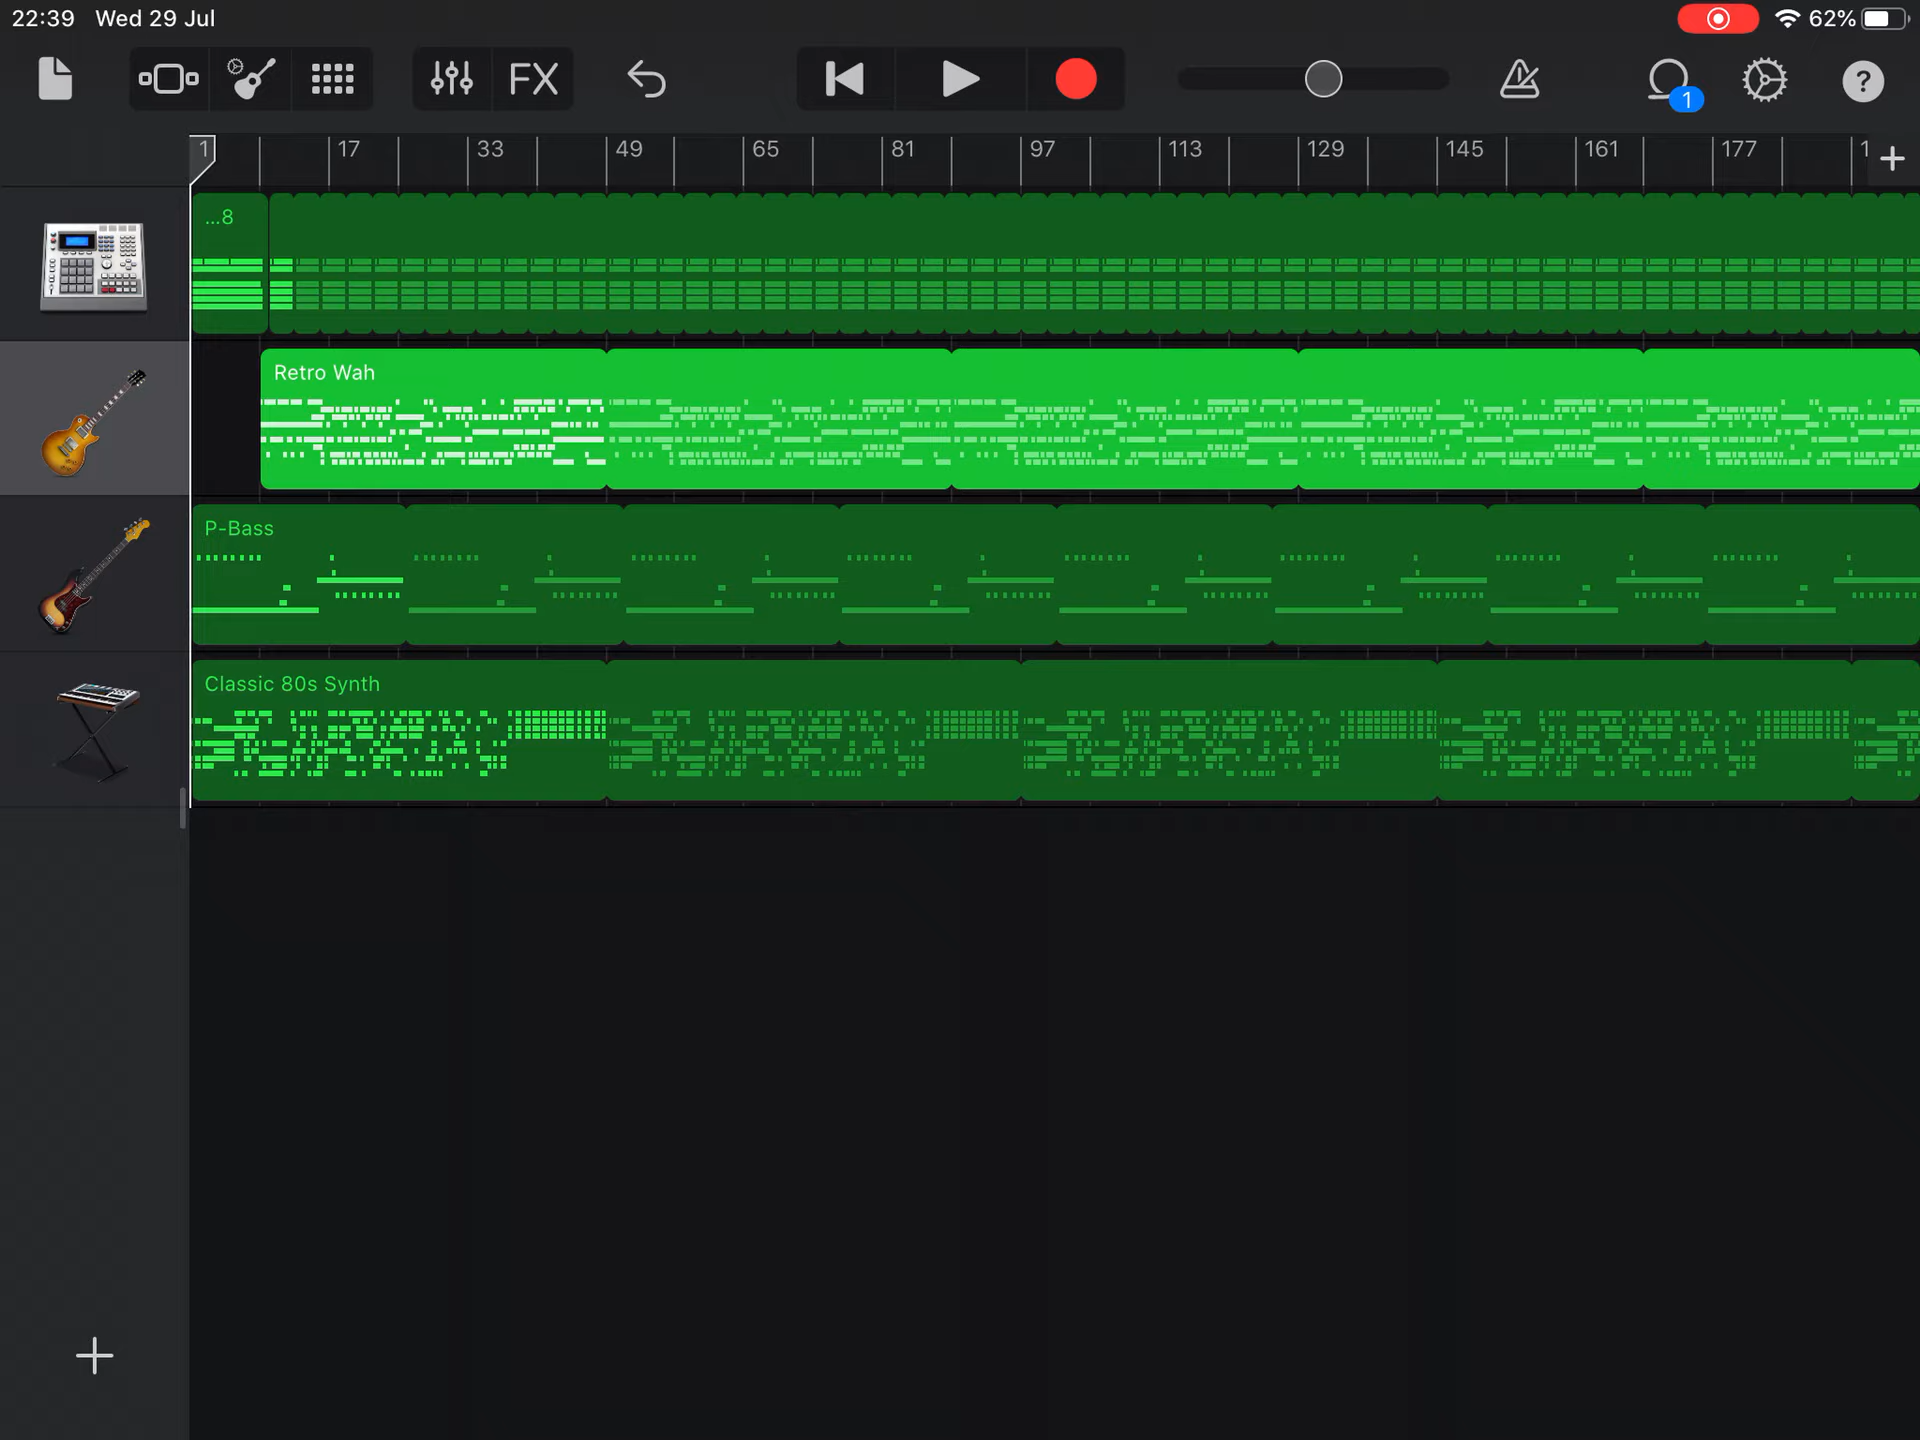 22:39 Wed 29 Jul 62%
FX 1 ?
1 17 33 49 65 81 97 113 129 145 161 177 1
...8
Retro Wah
P-Bass
Classic 80s Synth